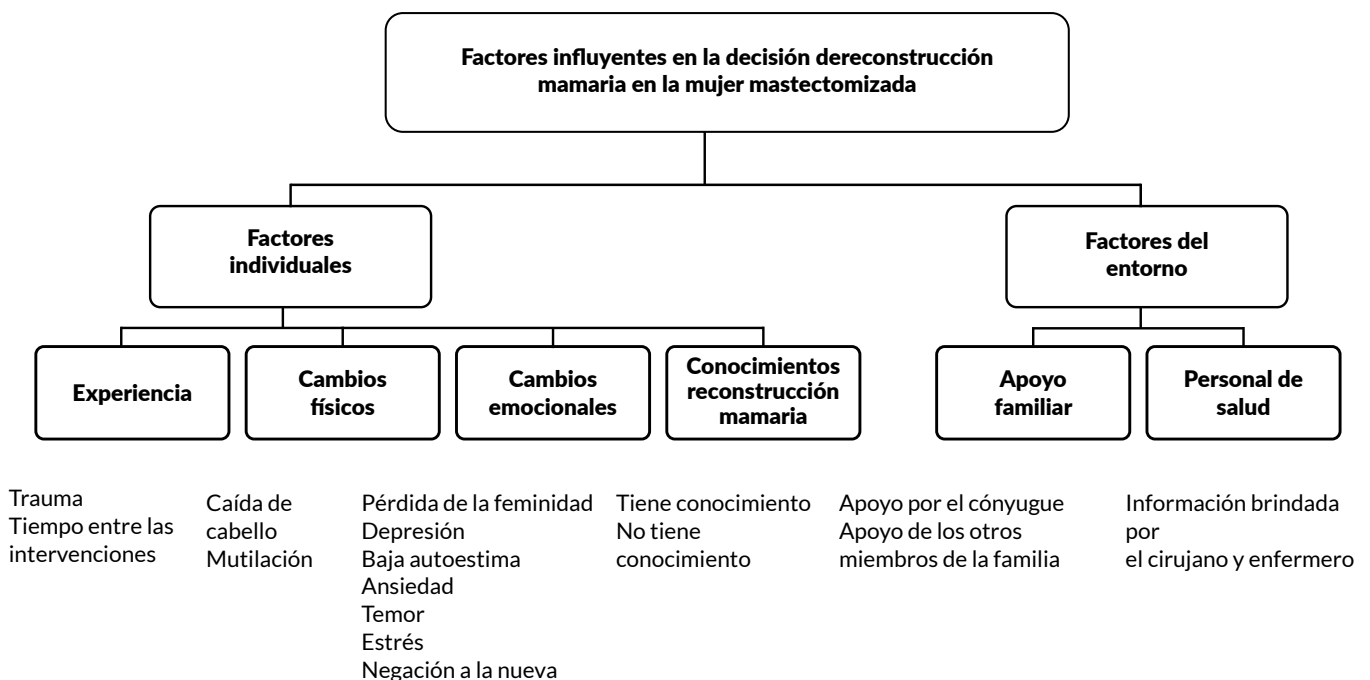 Factores influyentes en la decisión dereconstrucción
mamaria en la mujer mastectomizada
Factores
individuales
Factores del
entorno
Experiencia
Cambios
físicos
Cambios
emocionales
Conocimientos
reconstrucción
mamaria
Apoyo
familiar
Personal de
salud
Trauma
Tiempo entre las
intervenciones
Caída de
cabello
Mutilación
Pérdida de la feminidad
Depresión
Baja autoestima
Ansiedad
Temor
Estrés
Negación a la nueva
Tiene conocimiento
No tiene
conocimiento
Apoyo por el cónyugue
Apoyo de los otros
miembros de la familia
Información brindada
por
el cirujano y enfermero